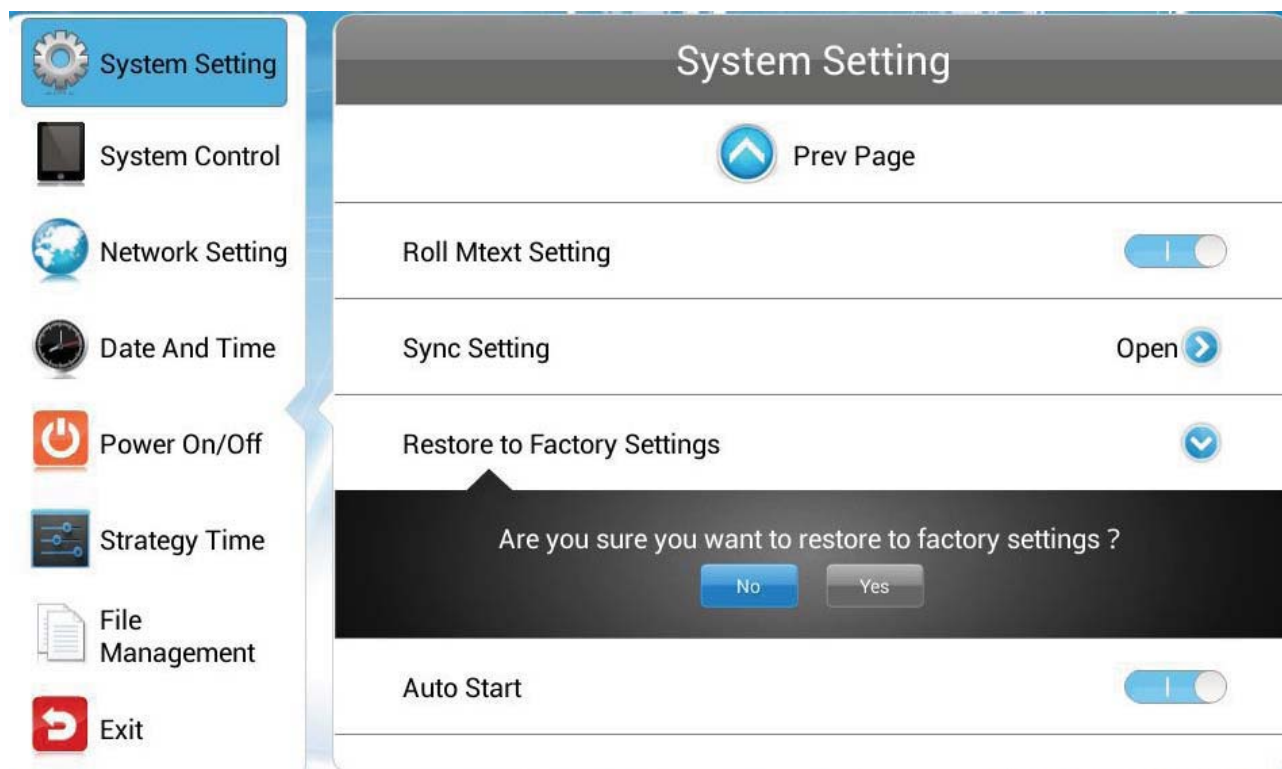 System Setting
System Control
Network Setting
Date And Time
Power On/Off
Strategy Time
File
Management
Exit
System Setting
Prev Page
Roll Mtext Setting
Sync Setting
Open
Restore to Factory Settings
Are you sure you want to restore to factory settings ?
No
Yes
Auto Start